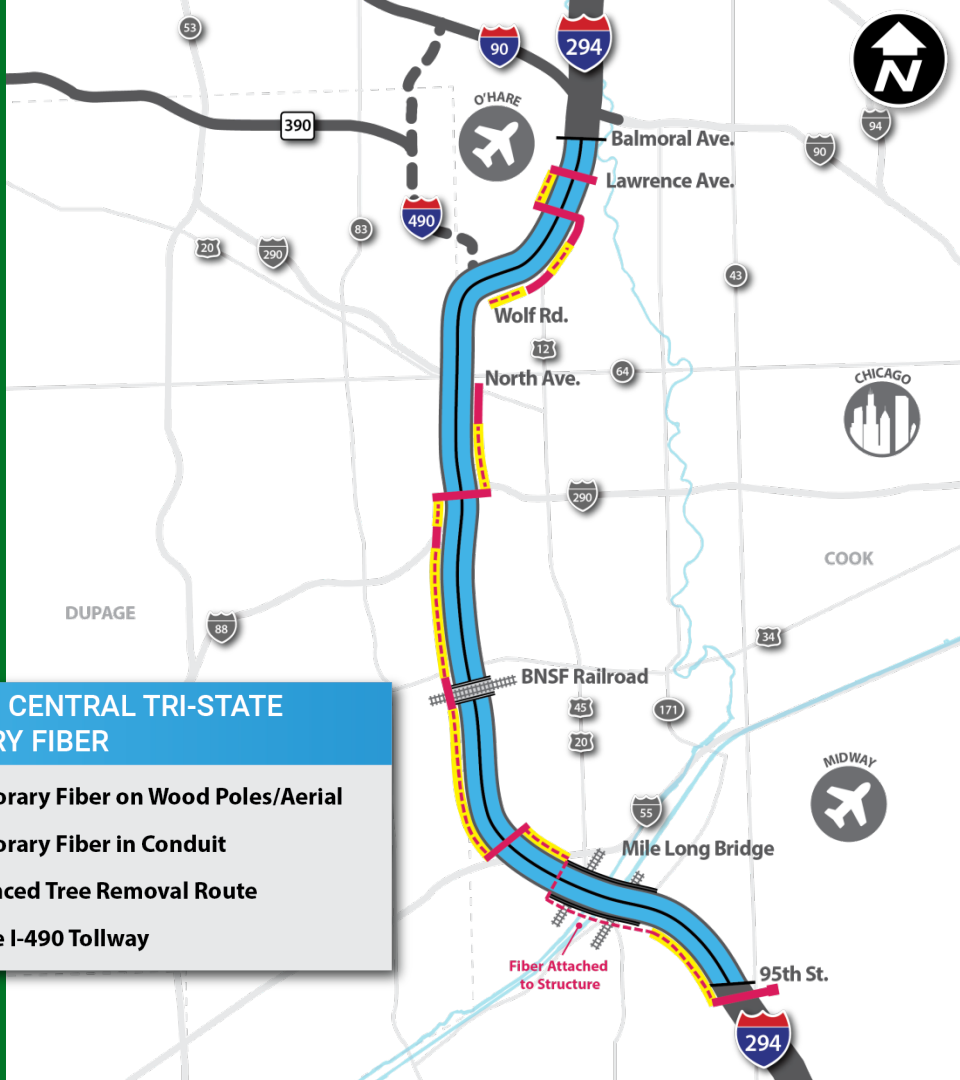 53
90
294
N
O'HARE
390
94
Balmoral Ave.
90
Lawrence Ave.
490
83
20
290
43
Wolf Rd.
12
64
North Ave.
CHICAGO
290
COOK
DUPAGE
88
34
BNSF Railroad
45
171
20
CENTRAL TRI-STATE
RY FIBER
orary Fiber on Wood Poles/Aerial
orary Fiber in Conduit
nced Tree Removal Route
e I-490 Tollway
MIDWAY
55
Mile Long Bridge
Fiber Attached
to Structure
95th St.
294